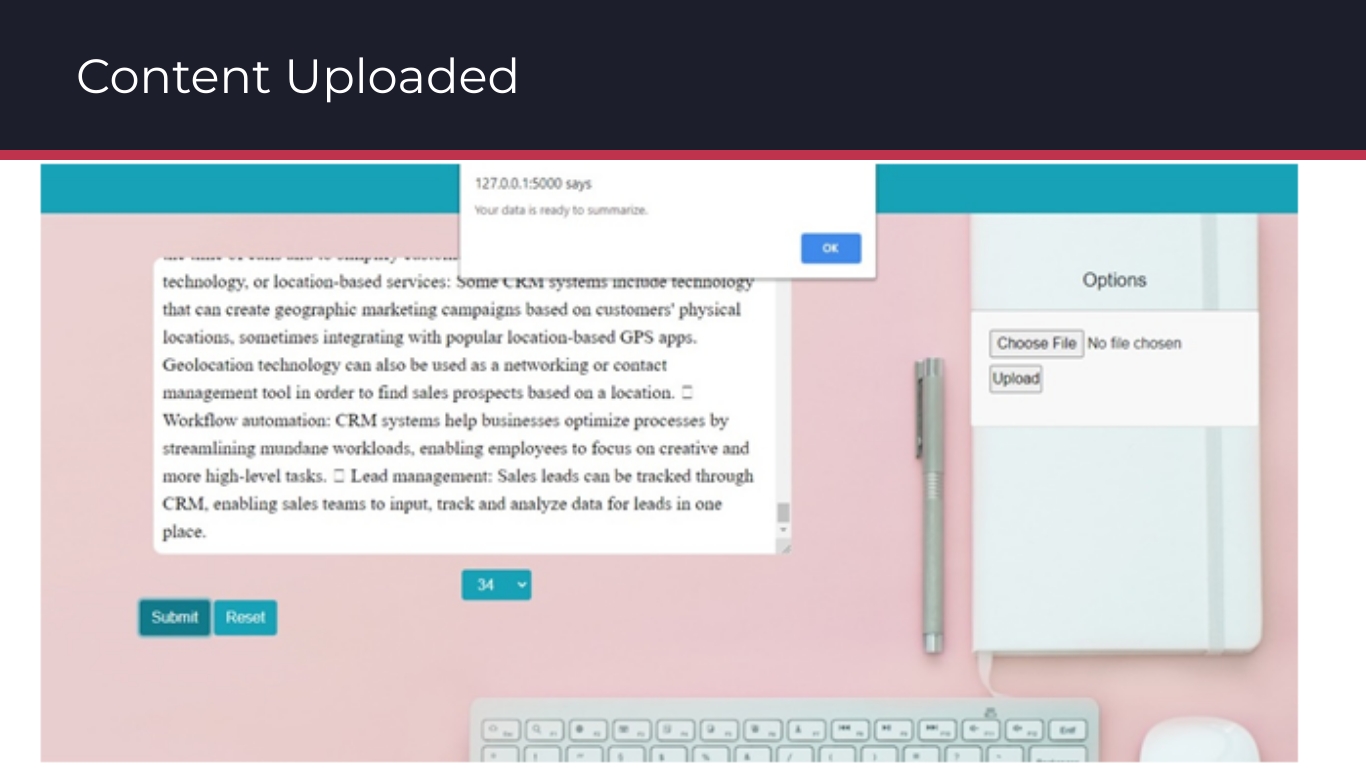 Content Uploaded
127.0.0.1:5000 says
Your data is ready to summarize.
OK
technology, or location-based services: Some CRM systems include technology
that can create geographic marketing campaigns based on customers' physical
locations, sometimes integrating with popular location-based GPS apps.
Geolocation technology can also be used as a networking or contact
management tool in order to find sales prospects based on a location. 
Workflow automation: CRM systems help businesses optimize processes by
streamlining mundane workloads, enabling employees to focus on creative and
more high-level tasks.  Lead management: Sales leads can be tracked through
CRM, enabling sales teams to input, track and analyze data for leads in one
place.
34
Submit Reset
Options
Choose File No file chosen
Upload
End